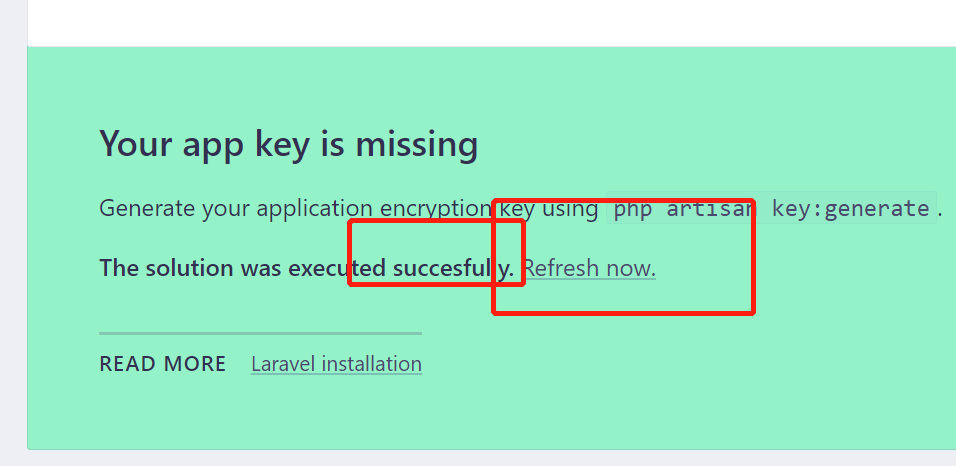 Your app key is missing
Generate your application encryption key using php artisan key:generate.
The solution was executed succesfully. Refresh now.
READ MORE Laravel installation